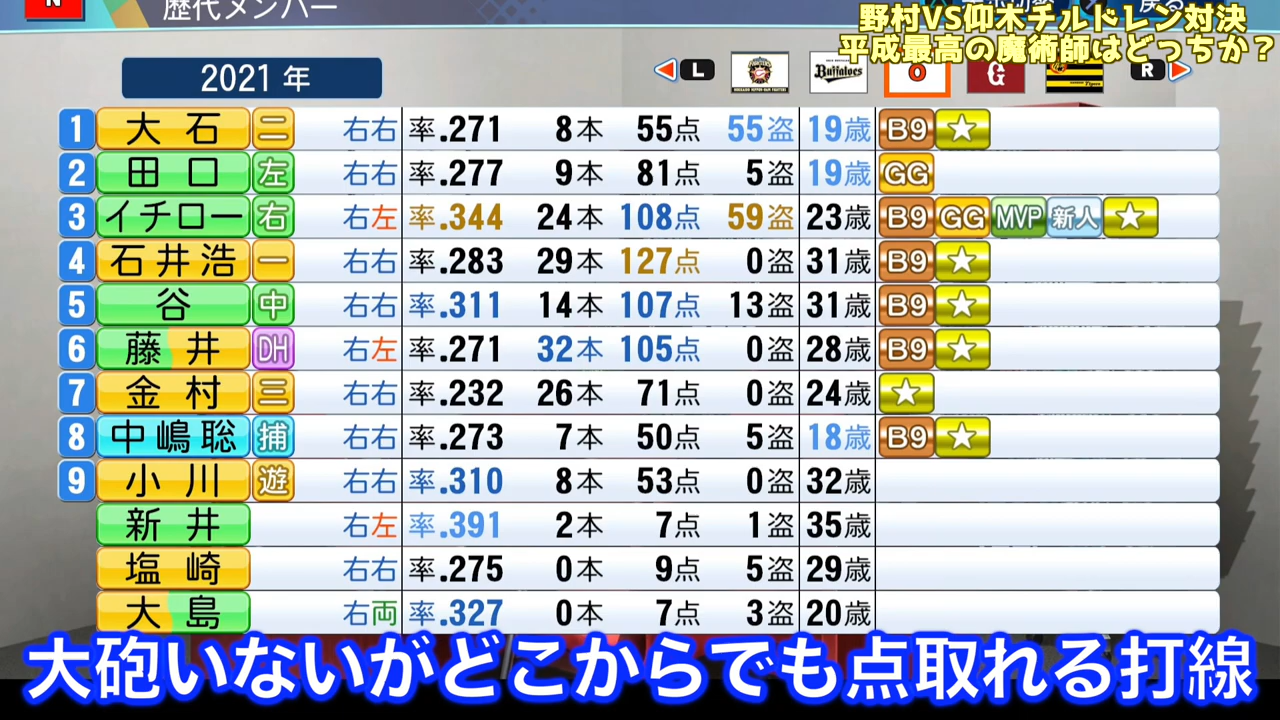 N
歴代メンバー
戻る
野村VS仰木チルドレン対決
平成最高の魔術師はどっちか？
2021年
L
Buffaloes
R
1 大石 二 右右 率.271 8本 55点 55盗 19歳 B9 ★
2 田口 左 右右 率.277 9本 81点 5盗 19歳 GG
3 イチロー 右 右左 率.344 24本 108点 59盗 23歳 B9 GG MVP 新人 ★
4 石井浩 一 右右 率.283 29本 127点 0盗 31歳 B9 ★
5 谷 中 右右 率.311 14本 107点 13盗 31歳 B9 ★
6 藤井 DH 右左 率.271 32本 105点 0盗 28歳 B9 ★
7 金村 三 右右 率.232 26本 71点 0盗 24歳 ★
8 中嶋聡 捕 右右 率.273 7本 50点 5盗 18歳 B9 ★
9 小川 遊 右右 率.310 8本 53点 0盗 32歳
新井 右左 率.391 2本 7点 1盗 35歳
塩崎 右右 率.275 0本 9点 5盗 29歳
大島 右両 率.327 0本 7点 3盗 20歳
大砲いないがどこからでも点取れる打線